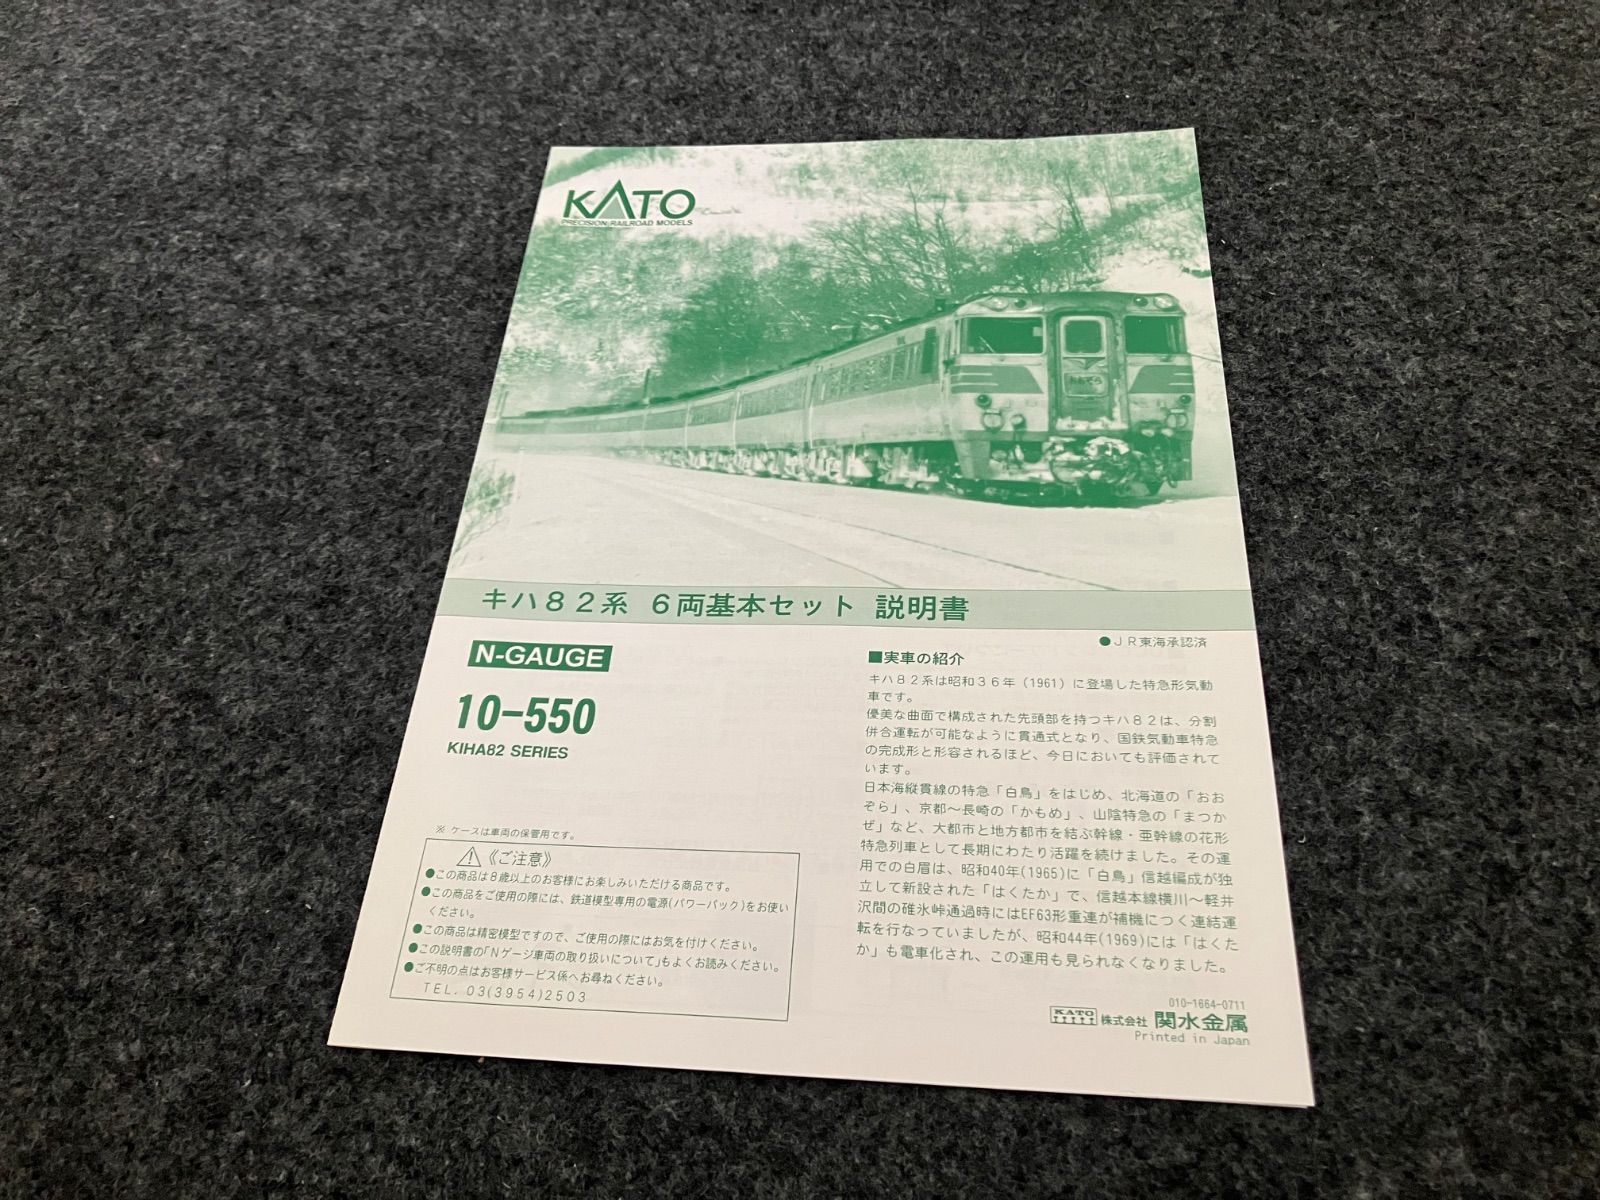 KATO
PRECISION RAILROAD MODELS
おおぞら
キハ８２系 ６両基本セット 説明書
●ＪＲ東海承認済
N-GAUGE
10-550
KIHA82 SERIES
■実車の紹介
キハ８２系は昭和３６年（1961）に登場した特急形気動
車です。
優美な曲面で構成された先頭部を持つキハ８２は、分割
併合運転が可能なように貫通式となり、国鉄気動車特急
の完成形と形容されるほど、今日においても評価されて
います。
日本海縦貫線の特急「白鳥」をはじめ、北海道の「おお
ぞら」、京都～長崎の「かもめ」、山陰特急の「まつか
ぜ」など、大都市と地方都市を結ぶ幹線・亜幹線の花形
特急列車として長期にわたり活躍を続けました。その運
用での白眉は、昭和40年(1965)に「白鳥」信越編成が独
立して新設された「はくたか」で、信越本線横川～軽井
沢間の碓氷峠通過時にはEF63形重連が補機につく連結運
転を行なっていましたが、昭和44年(1969)には「はくた
か」も電車化され、この運用も見られなくなりました。
※ ケースは車両の保管用です。
⚠《ご注意》
●この商品は８歳以上のお客様にお楽しみいただける商品です。
●この商品をご使用の際には、鉄道模型専用の電源(パワーパック)をお使い
ください。
●この商品は精密模型ですので、ご使用の際にはお気を付けください。
●この説明書の「Ｎゲージ車両の取り扱いについて」もよくお読みください。
●ご不明の点はお客様サービス係へお尋ねください。
ＴＥＬ．０３(３９５４)２５０３
010-1664-0711
KATO 株式会社 関水金属
Printed in Japan